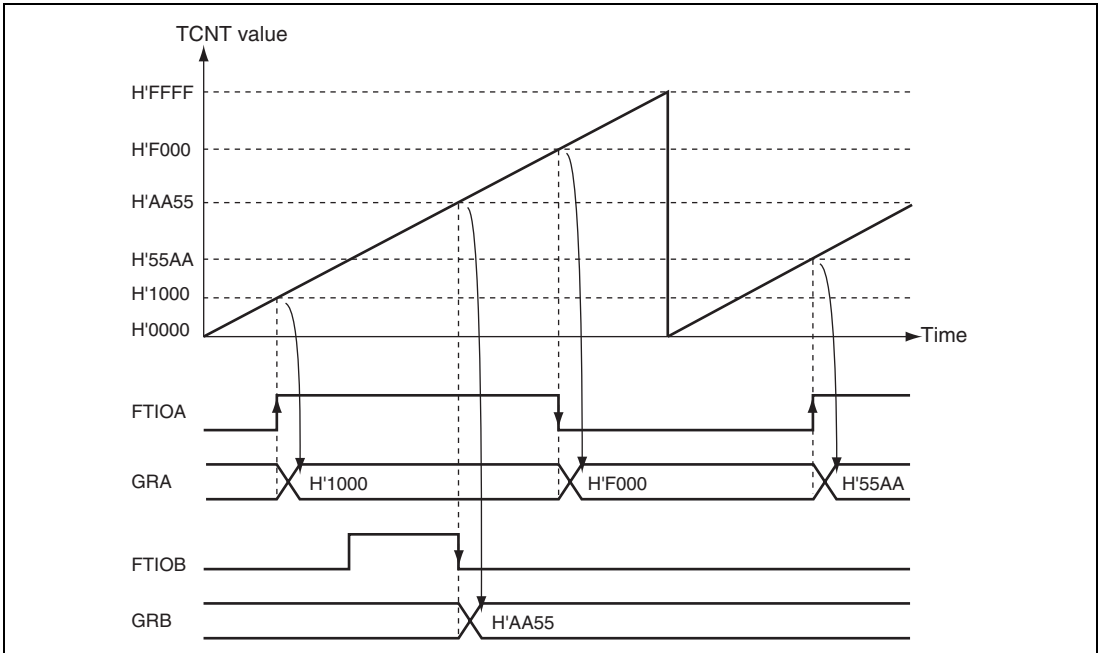 TCNT value
H'FFFF
H'F000
H'AA55
H'55AA
H'1000
H'0000
Time
FTIOA
GRA
H'1000
H'F000
H'55AA
FTIOB
GRB
H'AA55